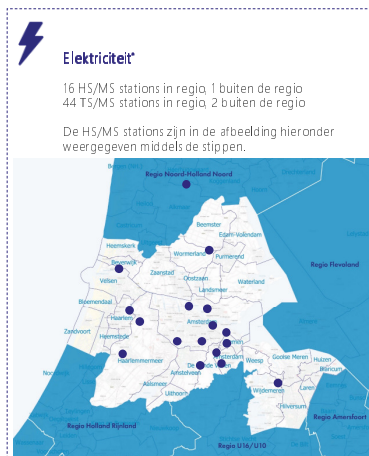 Elektriciteit*
16 HS/MS stations in regio, 1 buiten de regio
44 TS/MS stations in regio, 2 buiten de regio
De HS/MS stations zijn in de afbeelding hieronder
weergegeven middels de stippen.
Regio Noord-Holland Noord
Beemster
Edam-Volendam
Heemskerk
Wormerland
Purmerend
Beverwijk
Zaanstad
Oostzaan
Waterland
Regio Flevoland
Velsen
Landsmeer
Bloemendaal
Haarlem
Amsterdam
Zandvoort
Heemstede
Haarlemmermeer
Weesp
Gooise Meren
Huizen
Blaricum
Amstelveen
Laren
Aalsmeer
Wijdemeren
Uithoorn
Hilversum
Regio Amersfoort
Regio Holland Rijnland
Regio U16/U10